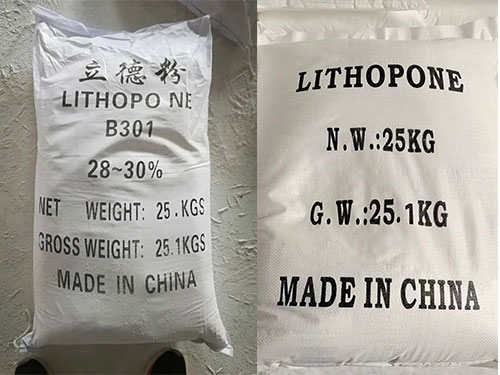 立德粉
LITHOPO NE
B301
28~30%
NET WEIGHT: 25.KGS
GROSS WEIGHT: 25.1KGS
MADE IN CHINA
LITHOPONE
N.W.:25KG
G.W.:25.1KG
MADE IN CHINA